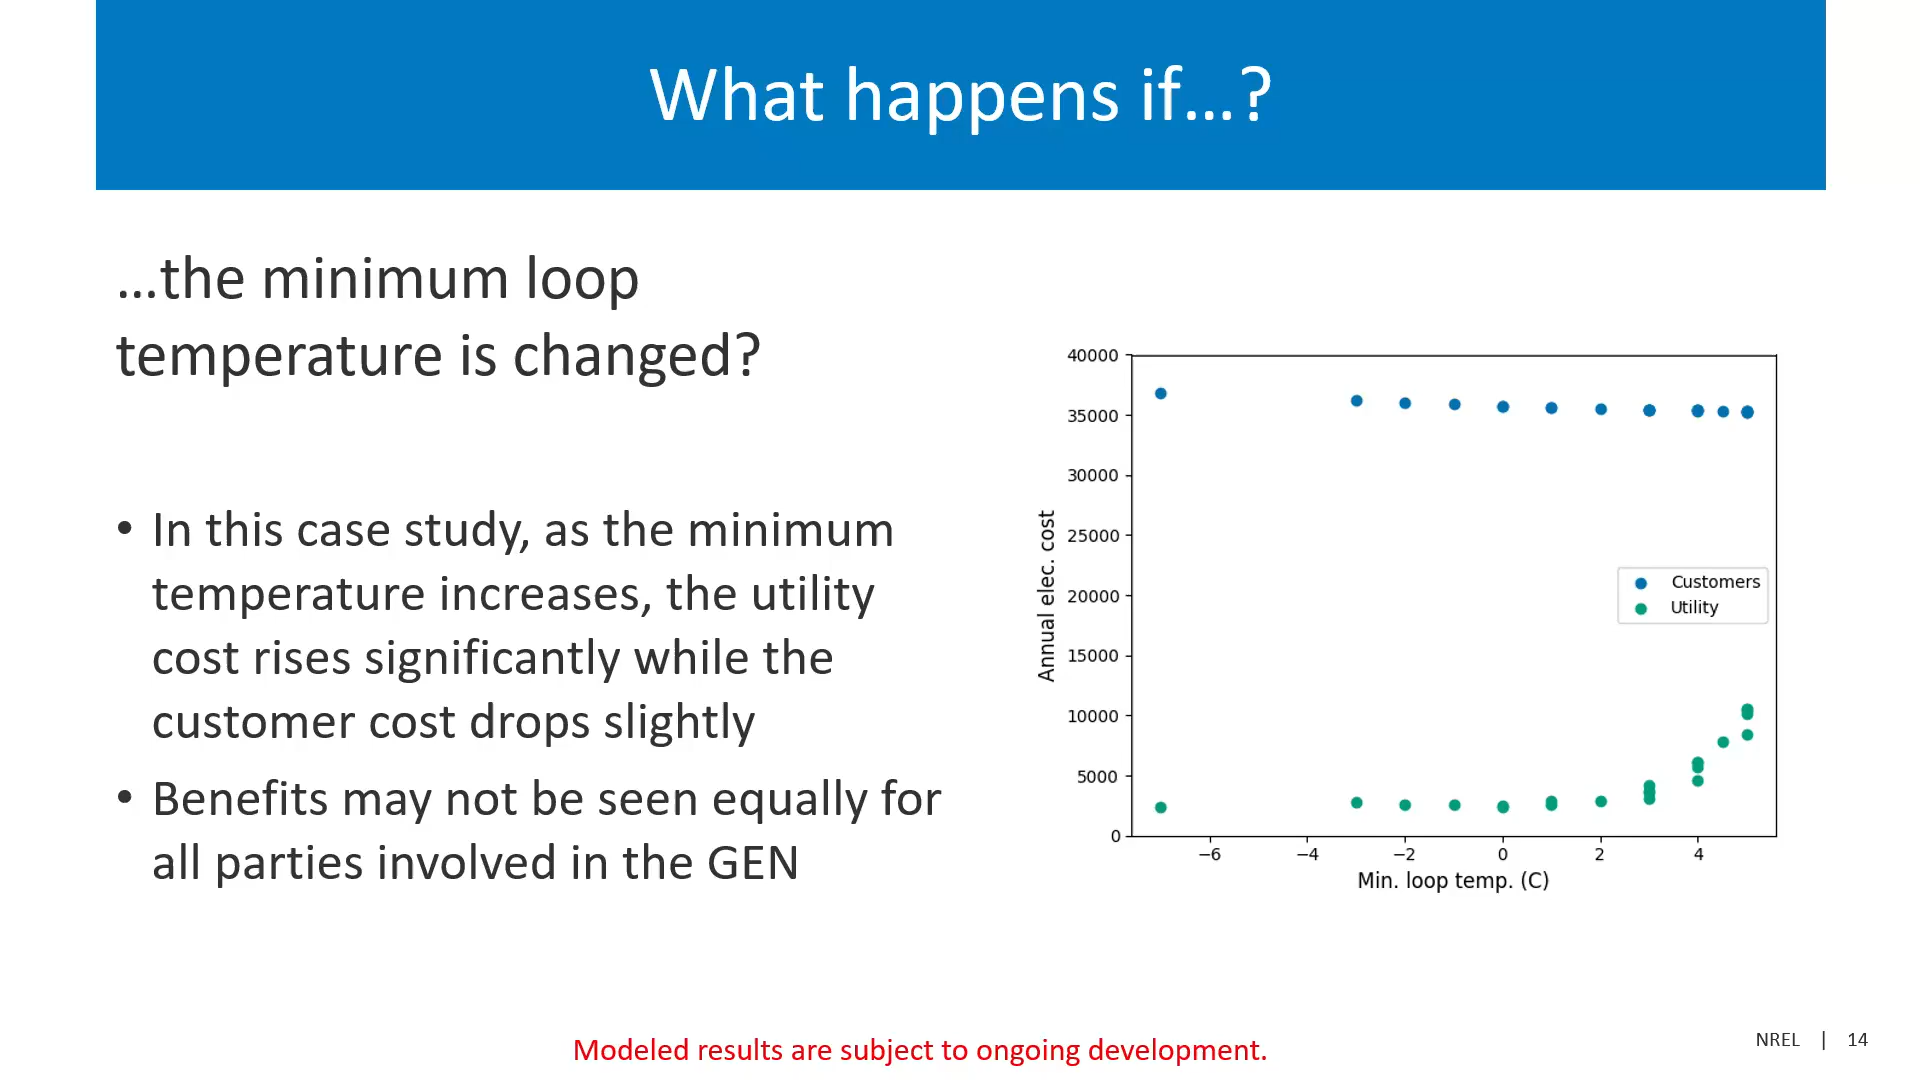 What happens if...?
...the minimum loop
temperature is changed?
• In this case study, as the minimum
temperature increases, the utility
cost rises significantly while the
customer cost drops slightly
• Benefits may not be seen equally for
all parties involved in the GEN
40000
35000
30000
25000
20000
15000
10000
5000
0
Annual elec. cost
Customers
Utility
−6 −4 −2 0 2 4
Min. loop temp. (C)
Modeled results are subject to ongoing development.
NREL | 14